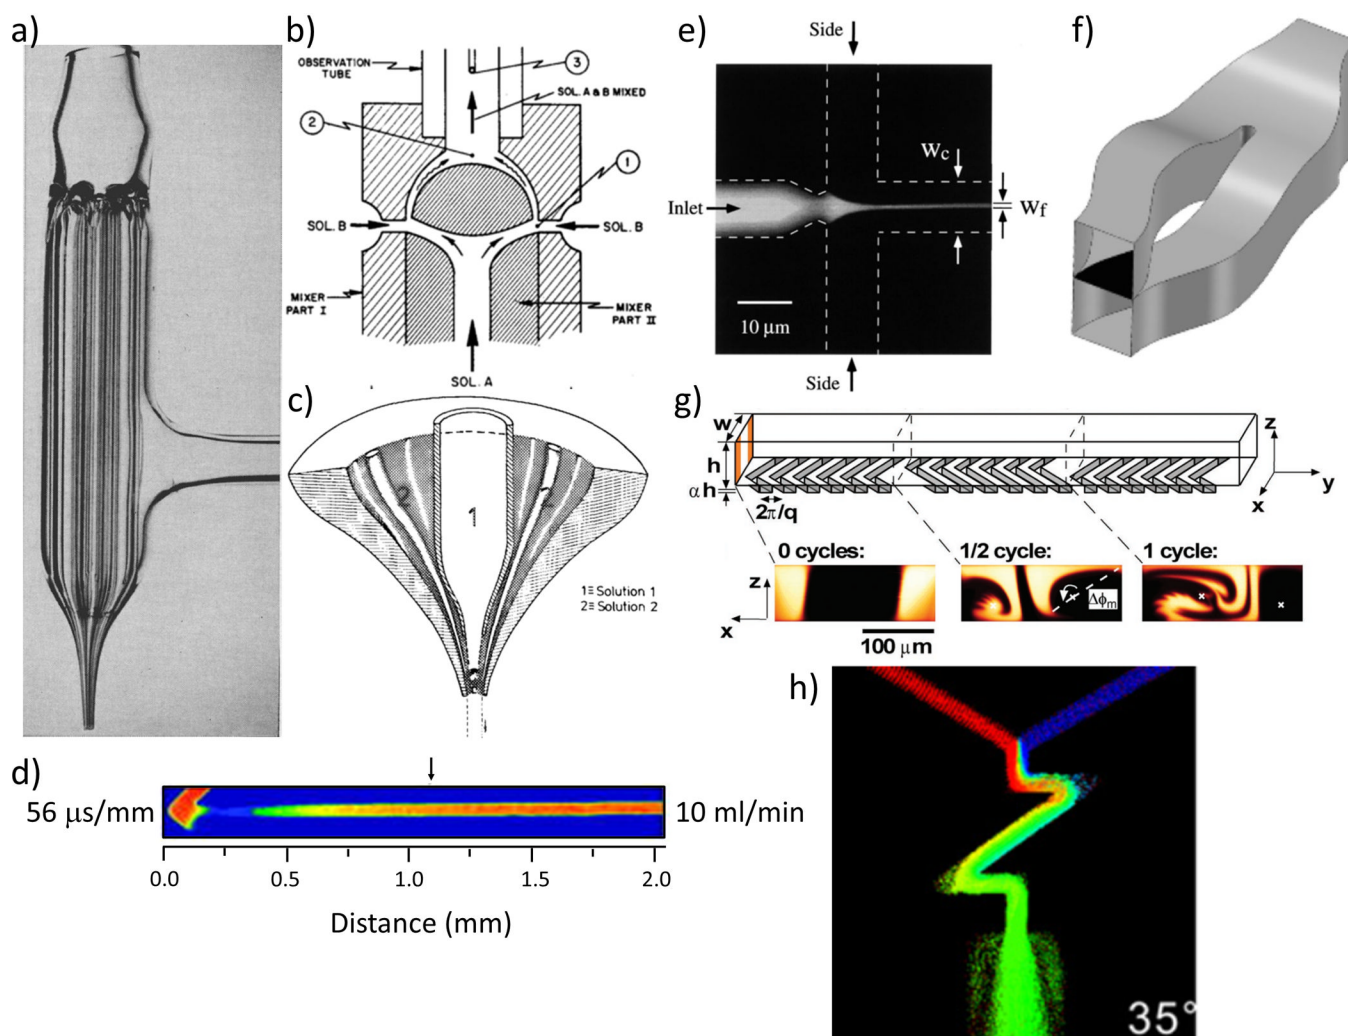 a)
b)
OBSERVATION
TUBE
3
SOL. A & B MIXED
2
1
SOL. B
SOL. B
MIXER
PART I
MIXER
PART II
SOL. A
c)
2
1
2
1≡ Solution 1
2≡ Solution 2
d)
56 μs/mm
10 ml/min
0.0
0.5
1.0
1.5
2.0
Distance (mm)
e)
Side
Wc
Inlet
Wf
10 μm
Side
f)
g)
w
h
αh
2π/q
z
y
x
0 cycles:
1/2 cycle:
1 cycle:
z
x
Δϕm
100 μm
h)
35°